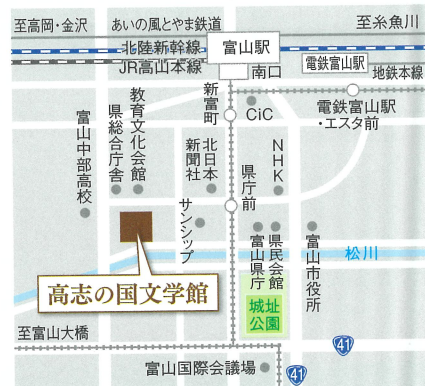 至高岡・金沢
あいの風とやま鉄道
至糸魚川
北陸新幹線
富山駅
JR高山本線
南口
電鉄富山駅
地鉄本線
新富町
CiC
電鉄富山駅
・エスタ前
富山中部高校
県総合庁舎
教育文化会館
北日本
新聞社
NHK
県庁前
サンシップ
富山県庁
県民会館
富山市役所
松川
高志の国文学館
城址
公園
至富山大橋
41
富山国際会議場
41